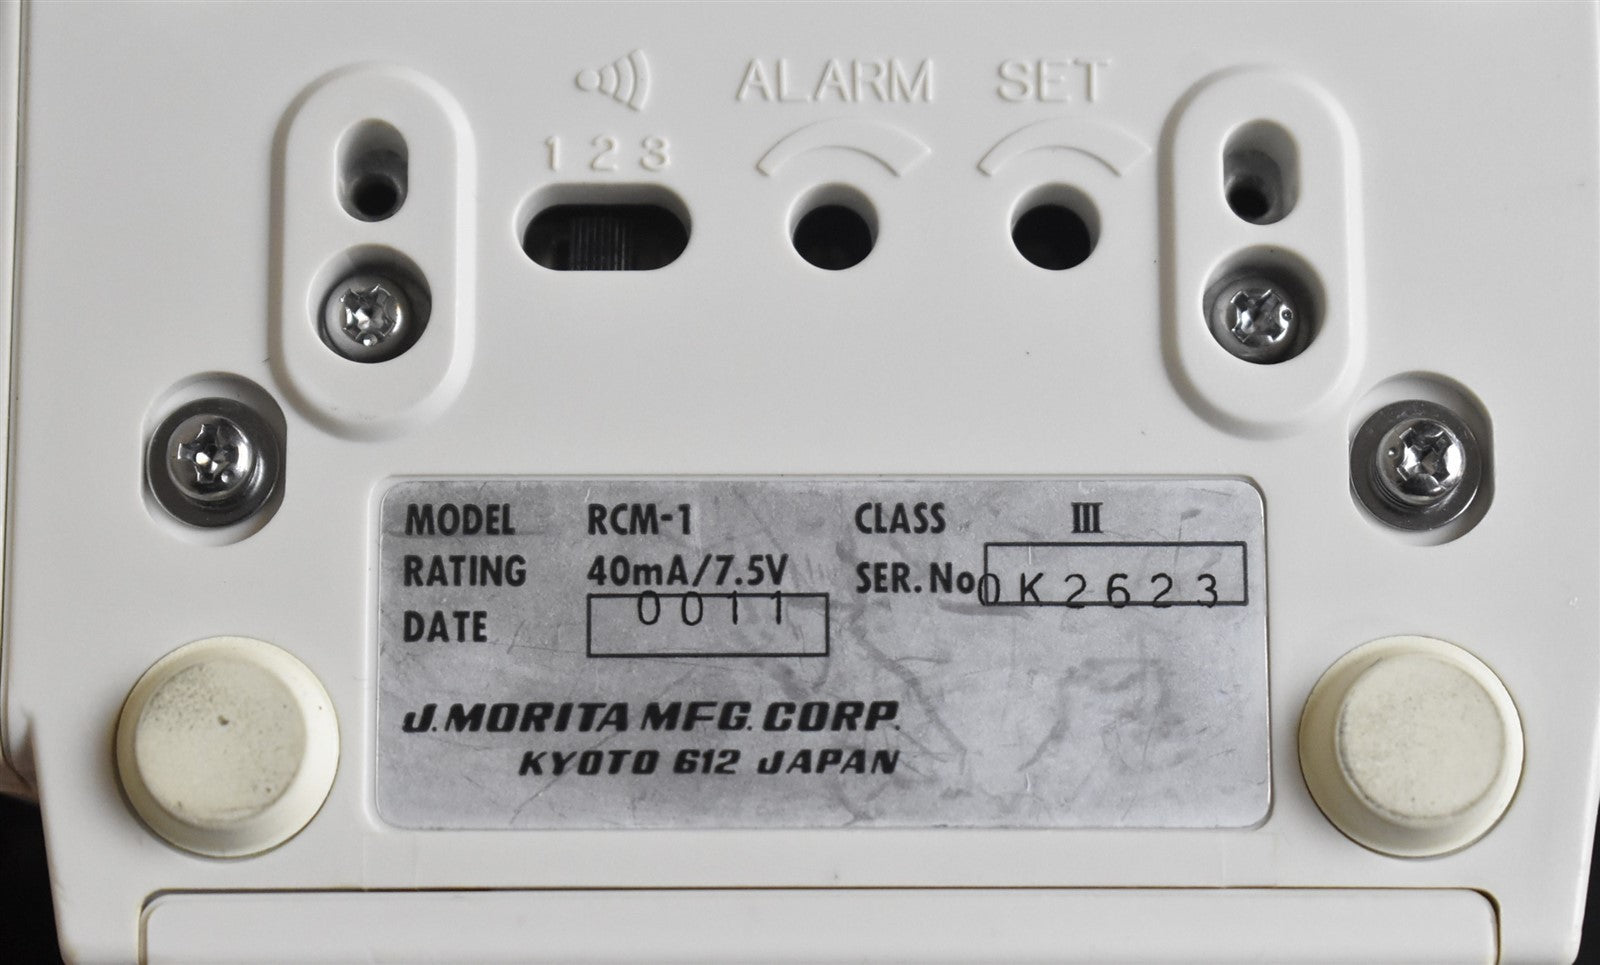 ALARM SET
1 2 3
MODEL RCM-1 CLASS III
RATING 40mA/7.5V SER. No 0K2623
DATE 0011
J. MORITA MFG. CORP.
KYOTO 612 JAPAN